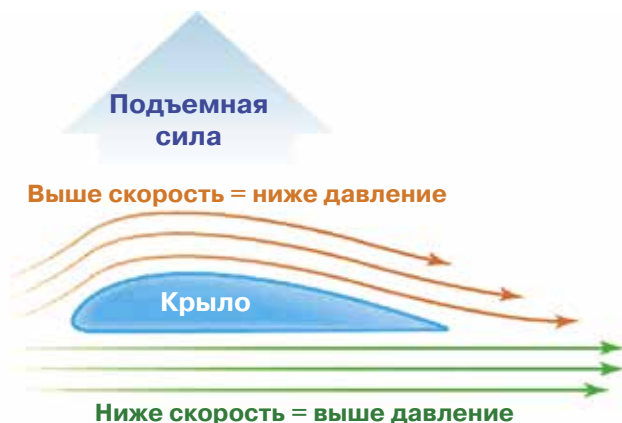 Подъемная
сила
Выше скорость = ниже давление
Крыло
Ниже скорость = выше давление